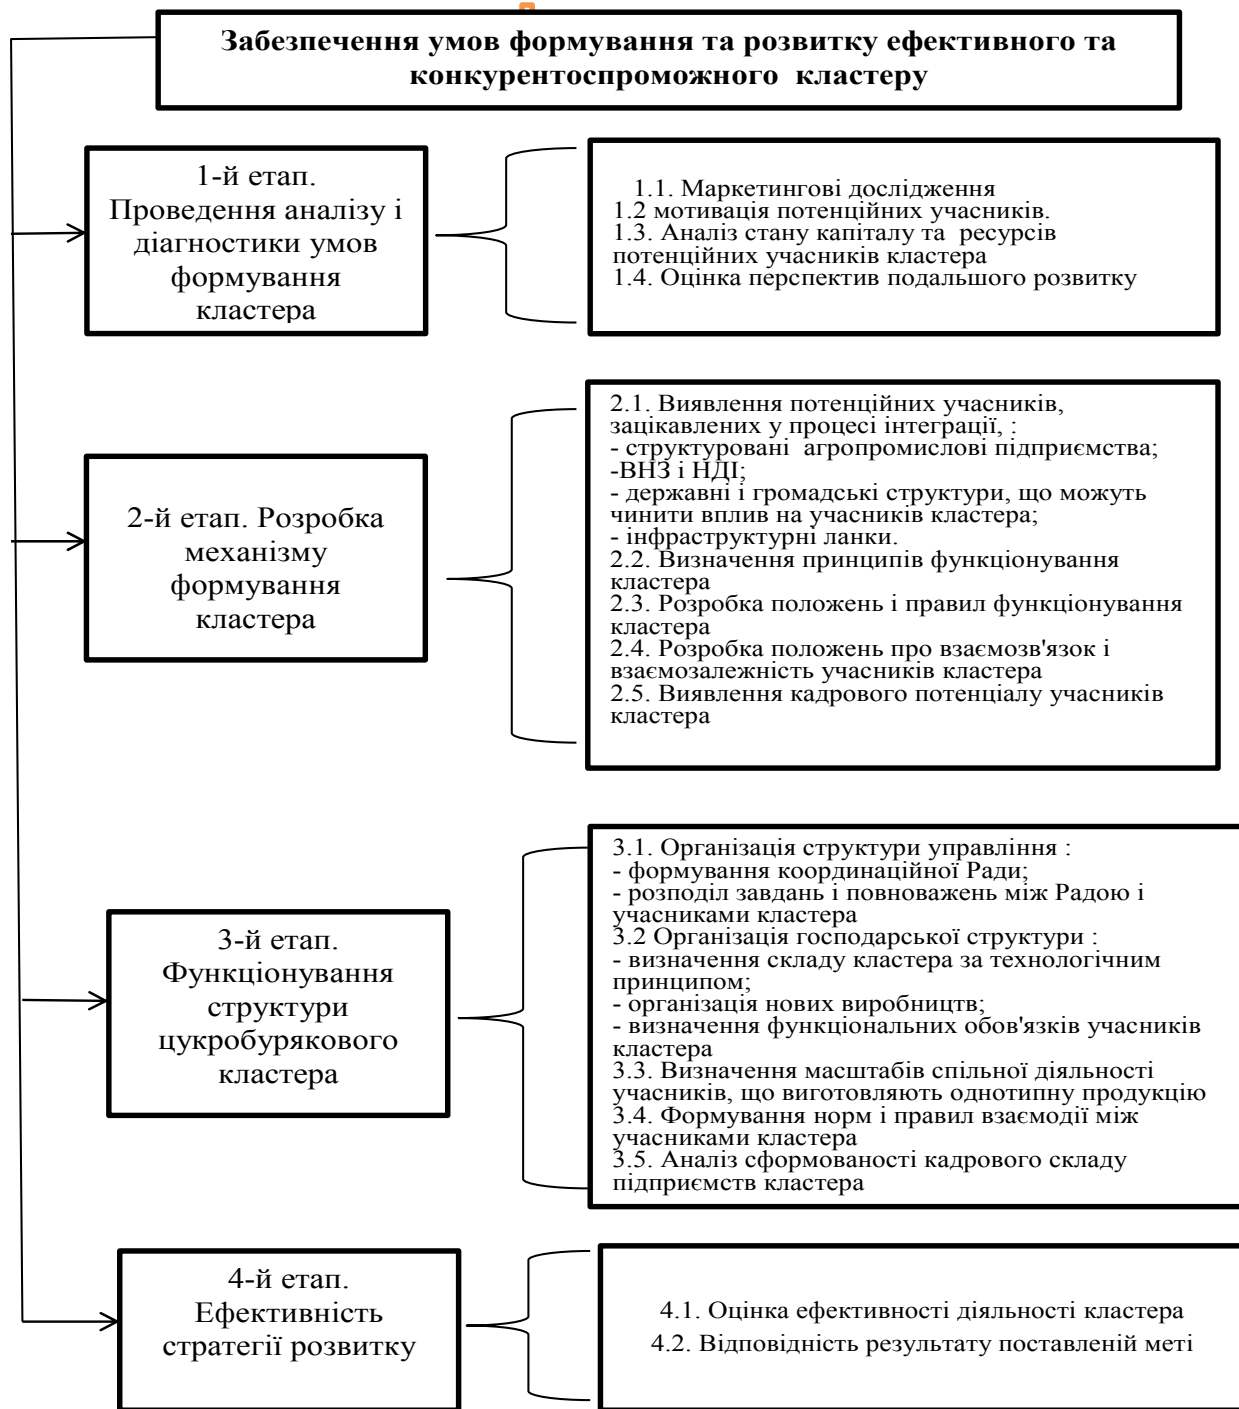 Забезпечення умов формування та розвитку ефективного та
конкурентоспроможного кластеру
1-й етап.
Проведення аналізу і
діагностики умов
формування
кластера
1.1. Маркетингові дослідження
1.2 мотивація потенційних учасників.
1.3. Аналіз стану капіталу та ресурсів
потенційних учасників кластера
1.4. Оцінка перспектив подальшого розвитку
2-й етап. Розробка
механізму
формування
кластера
2.1. Виявлення потенційних учасників,
зацікавлених у процесі інтеграції, :
- структуровані агропромислові підприємства;
-ВНЗ і НДІ;
- державні і громадські структури, що можуть
чинити вплив на учасників кластера;
- інфраструктурні ланки.
2.2. Визначення принципів функціонування
кластера
2.3. Розробка положень і правил функціонування
кластера
2.4. Розробка положень про взаємозв'язок і
взаємозалежність учасників кластера
2.5. Виявлення кадрового потенціалу учасників
кластера
3-й етап.
Функціонування
структури
цукробурякового
кластера
3.1. Організація структури управління :
- формування координаційної Ради;
- розподіл завдань і повноважень між Радою і
учасниками кластера
3.2 Організація господарської структури :
- визначення складу кластера за технологічним
принципом;
- організація нових виробництв;
- визначення функціональних обов'язків учасників
кластера
3.3. Визначення масштабів спільної діяльності
учасників, що виготовляють однотипну продукцію
3.4. Формування норм і правил взаємодії між
учасниками кластера
3.5. Аналіз сформованості кадрового складу
підприємств кластера
4-й етап.
Ефективність
стратегії розвитку
4.1. Оцінка ефективності діяльності кластера
4.2. Відповідність результату поставленій меті